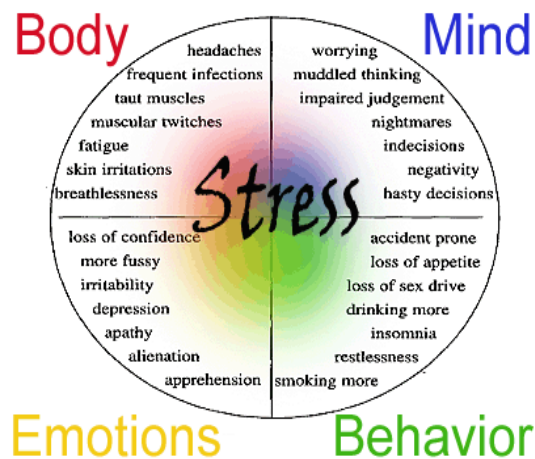 Body
Mind
headaches
frequent infections
taut muscles
muscular twitches
fatigue
skin irritations
breathlessness
worrying
muddled thinking
impaired judgement
nightmares
indecisions
negativity
hasty decisions
Stress
loss of confidence
more fussy
irritability
depression
apathy
alienation
apprehension
accident prone
loss of appetite
loss of sex drive
drinking more
insomnia
restlessness
smoking more
Emotions
Behavior